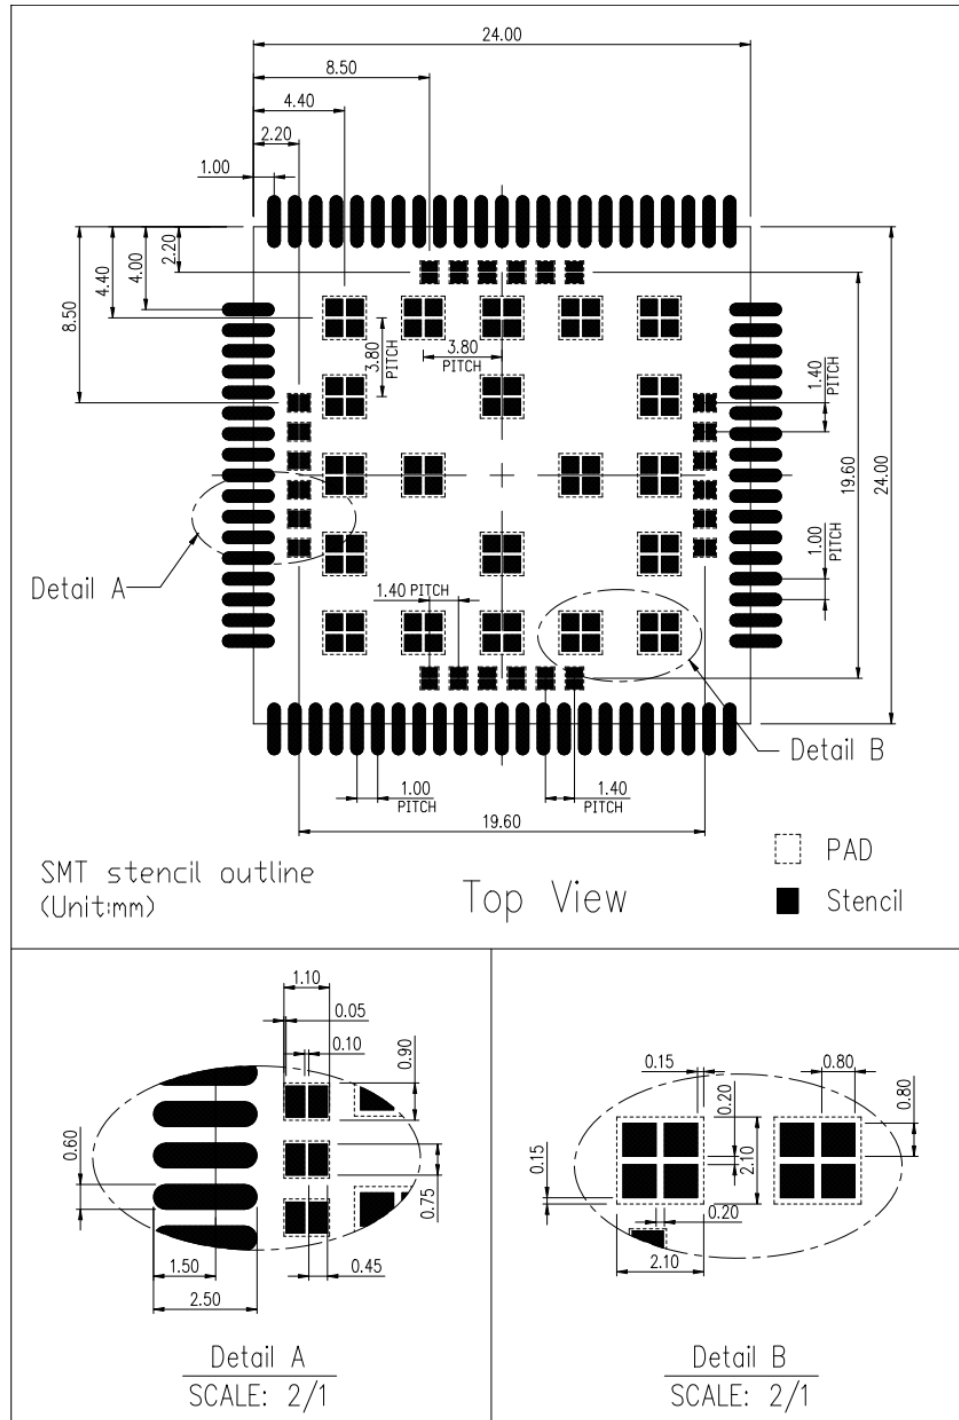 24.00
8.50
4.40
2.20
1.00
2.20
4.00
4.40
8.50
3.80
PITCH
3.80
PITCH
1.40
PITCH
19.60
24.00
1.00
PITCH
Detail A
1.40 PITCH
Detail B
1.00
PITCH
1.40
PITCH
19.60
SMT stencil outline
(Unit:mm)
Top View
PAD
Stencil
1.10
0.05
0.10
0.90
0.60
0.75
1.50
0.45
2.50
Detail A
SCALE: 2/1
0.15
0.80
0.20
0.80
0.15
2.10
0.20
2.10
Detail B
SCALE: 2/1